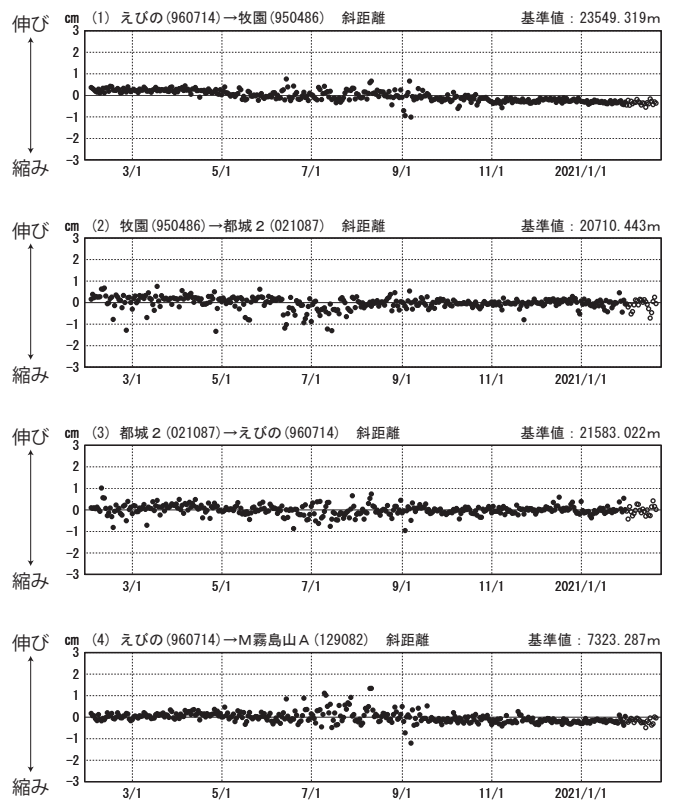 伸び
cm (1) えびの(960714)→牧園(950486) 斜距離 基準値：23549.319m
3
2
1
0
-1
-2
-3
縮み
3/1 5/1 7/1 9/1 11/1 2021/1/1
伸び
cm (2) 牧園(950486)→都城２(021087) 斜距離 基準値：20710.443m
3
2
1
0
-1
-2
-3
縮み
3/1 5/1 7/1 9/1 11/1 2021/1/1
伸び
cm (3) 都城２(021087)→えびの(960714) 斜距離 基準値：21583.022m
3
2
1
0
-1
-2
-3
縮み
3/1 5/1 7/1 9/1 11/1 2021/1/1
伸び
cm (4) えびの(960714)→Ｍ霧島山Ａ(129082) 斜距離 基準値：7323.287m
3
2
1
0
-1
-2
-3
縮み
3/1 5/1 7/1 9/1 11/1 2021/1/1